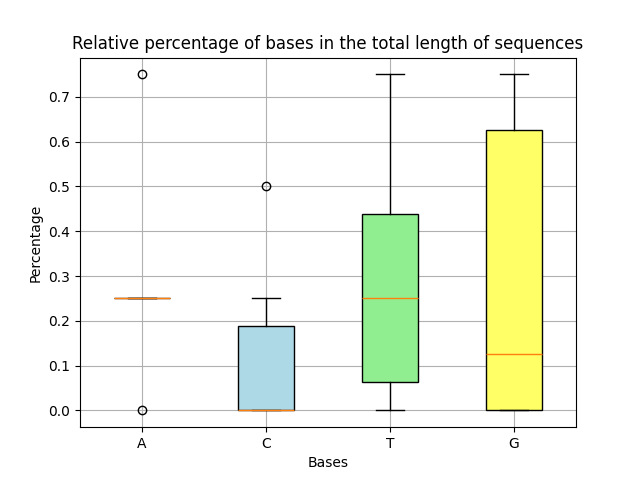 Relative percentage of bases in the total length of sequences
0.7
0.6
0.5
0.4
0.3
0.2
0.1
0.0
Percentage
A C T G
Bases